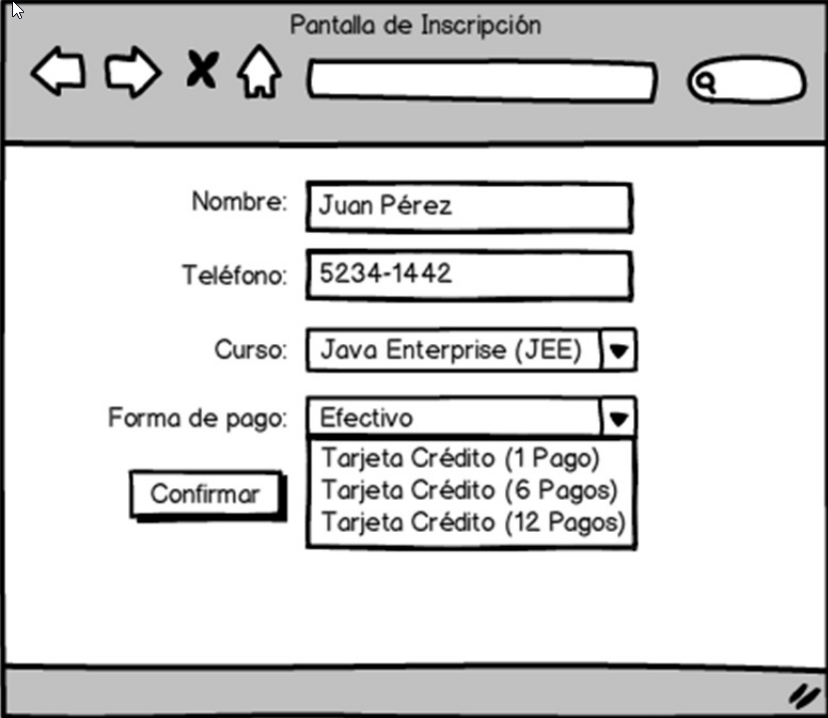 Pantalla de Inscripción
Nombre: Juan Pérez
Teléfono: 5234-1442
Curso: Java Enterprise (JEE)
Forma de pago: Efectivo
Tarjeta Crédito (1 Pago)
Confirmar Tarjeta Crédito (6 Pagos)
Tarjeta Crédito (12 Pagos)